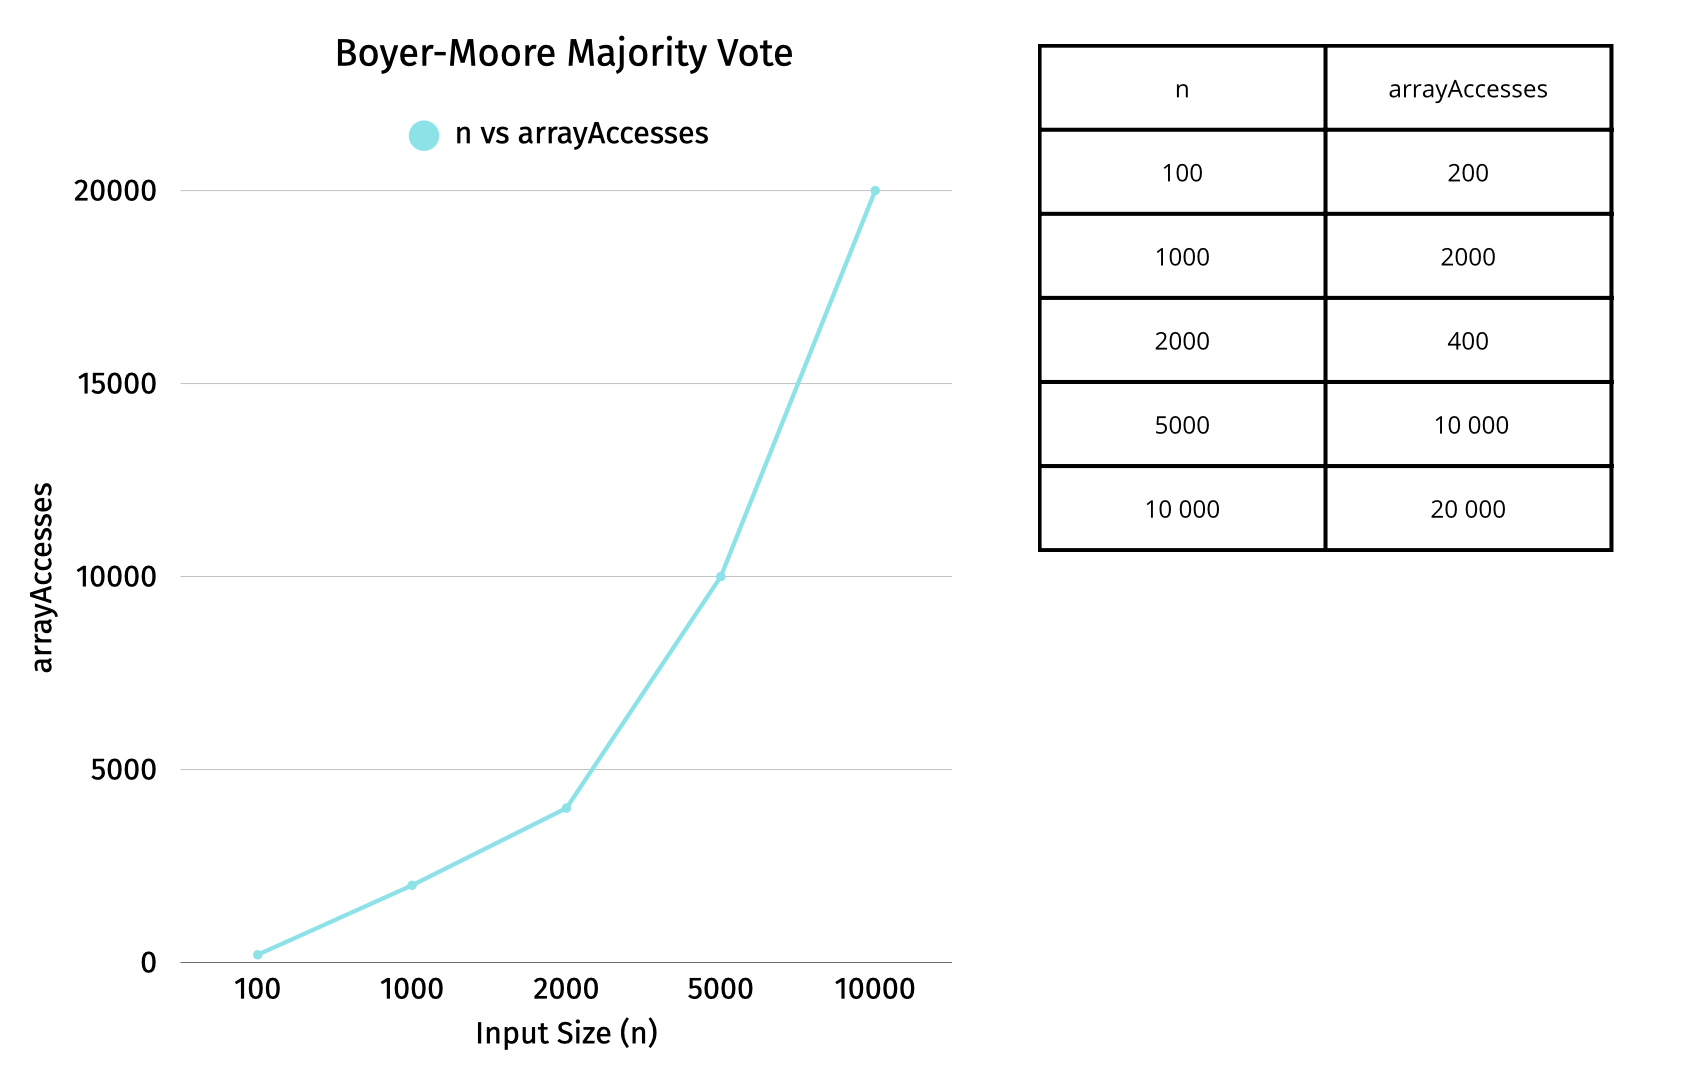 Boyer-Moore Majority Vote
n vs arrayAccesses
20000
15000
10000
5000
0
arrayAccesses
100 1000 2000 5000 10000
Input Size (n)
n arrayAccesses
100 200
1000 2000
2000 400
5000 10 000
10 000 20 000